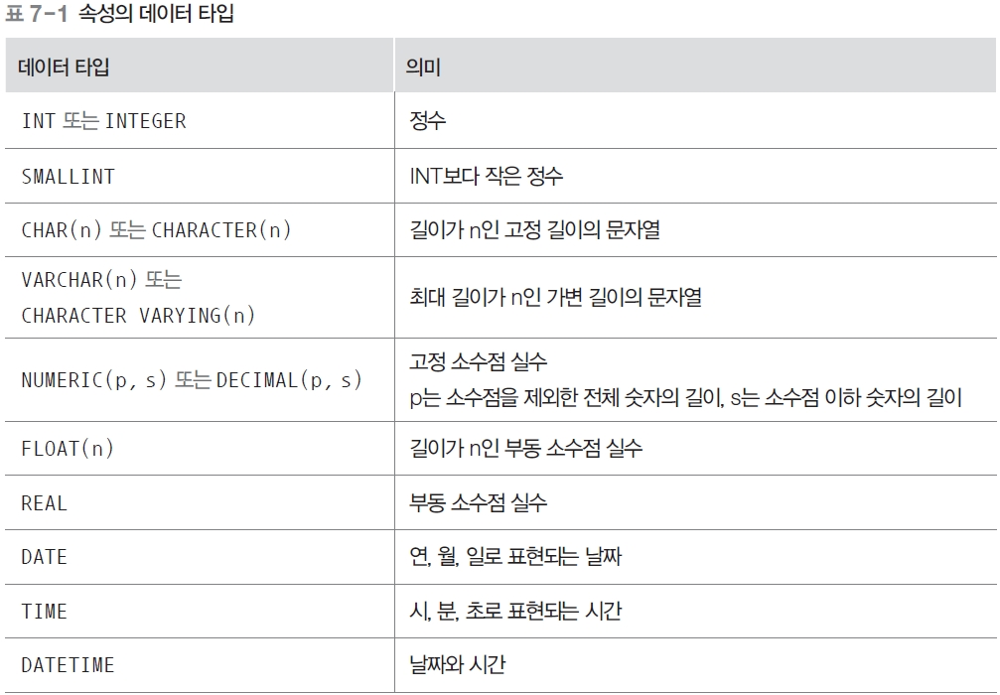 표 7-1 속성의 데이터 타입
데이터 타입 의미
INT 또는 INTEGER 정수
SMALLINT INT보다 작은 정수
CHAR(n) 또는 CHARACTER(n) 길이가 n인 고정 길이의 문자열
VARCHAR(n) 또는
CHARACTER VARYING(n)
최대 길이가 n인 가변 길이의 문자열
NUMERIC(p, s) 또는 DECIMAL(p, s)
고정 소수점 실수
p는 소수점을 제외한 전체 숫자의 길이, s는 소수점 이하 숫자의 길이
FLOAT(n) 길이가 n인 부동 소수점 실수
REAL 부동 소수점 실수
DATE 연, 월, 일로 표현되는 날짜
TIME 시, 분, 초로 표현되는 시간
DATETIME 날짜와 시간